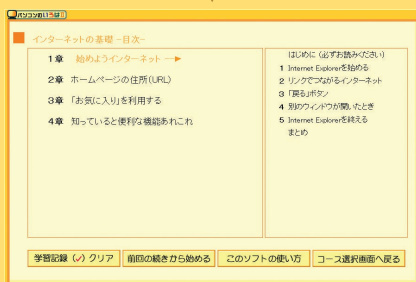 パソコンのいろは!!
インターネットの基礎 -目次-
1章 始めようインターネット
2章 ホームページの住所(URL)
3章 「お気に入り」を利用する
4章 知っていると便利な機能あれこれ
はじめに（必ずお読みください）
1 Internet Explorerを始める
2 リンクでつながるインターネット
3 「戻る」ボタン
4 別のウィンドウが開いたとき
5 Internet Explorerを終える
まとめ
学習記録（✓）クリア
前回の続きから始める
このソフトの使い方
コース選択画面へ戻る